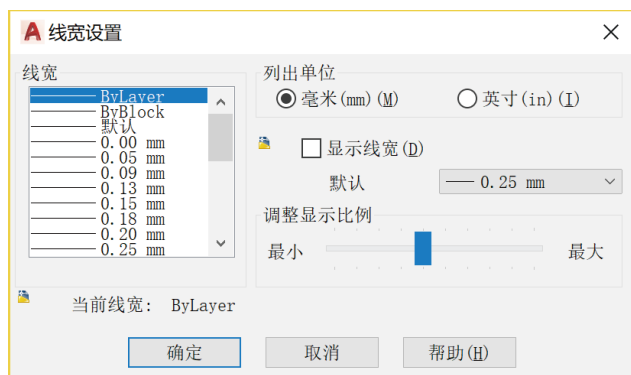 线宽设置
线宽
ByLayer
ByBlock
默认
0.00 mm
0.05 mm
0.09 mm
0.13 mm
0.15 mm
0.18 mm
0.20 mm
0.25 mm
列出单位
毫米(mm)(M) 英寸(in)(I)
显示线宽(D)
默认 0.25 mm
调整显示比例
最小 最大
当前线宽: ByLayer
确定 取消 帮助(H)